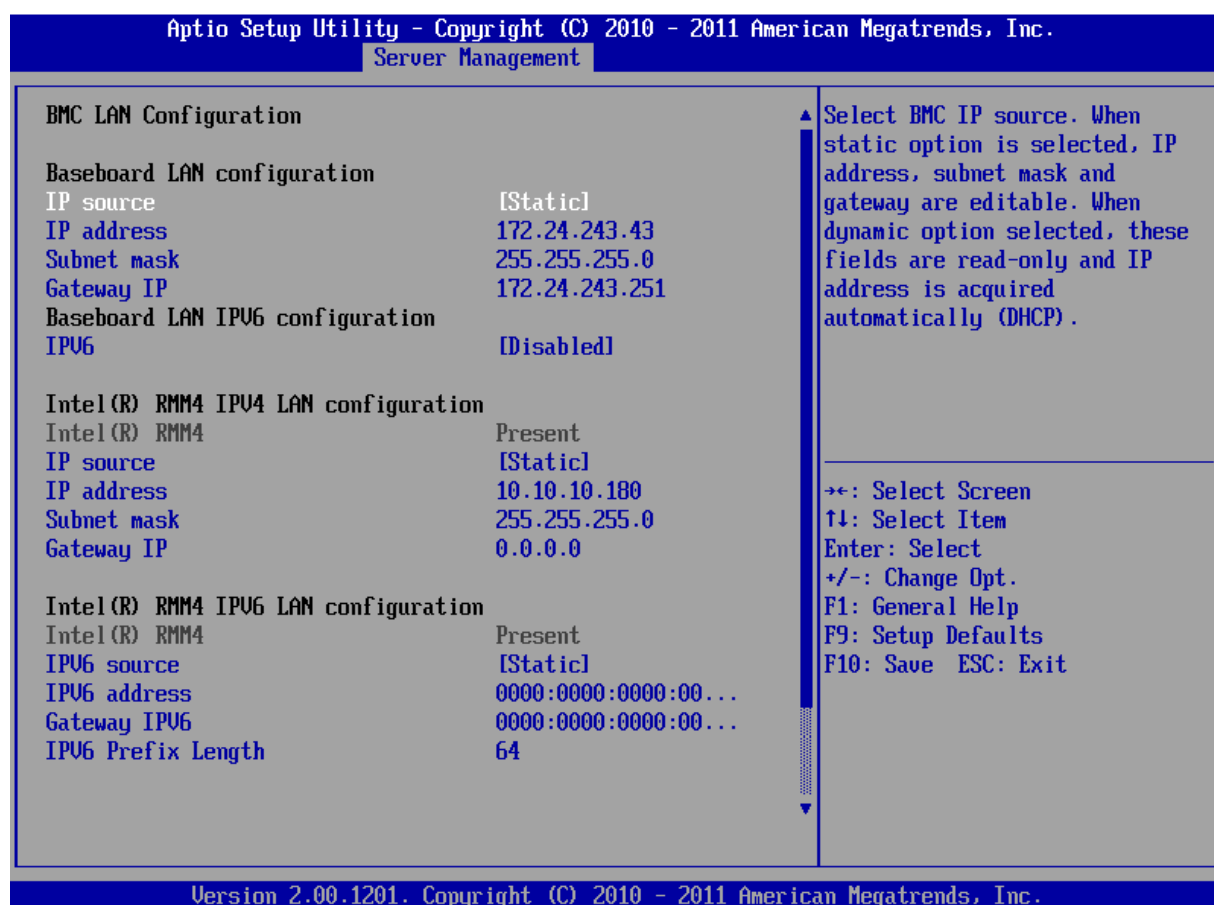 Aptio Setup Utility - Copyright (C) 2010 - 2011 American Megatrends, Inc.
Server Management
BMC LAN Configuration
Baseboard LAN configuration
IP source [Static]
IP address 172.24.243.43
Subnet mask 255.255.255.0
Gateway IP 172.24.243.251
Baseboard LAN IPV6 configuration
IPV6 [Disabled]
Intel(R) RMM4 IPV4 LAN configuration
Intel(R) RMM4 Present
IP source [Static]
IP address 10.10.10.180
Subnet mask 255.255.255.0
Gateway IP 0.0.0.0
Intel(R) RMM4 IPV6 LAN configuration
Intel(R) RMM4 Present
IPV6 source [Static]
IPV6 address 0000:0000:0000:00...
Gateway IPV6 0000:0000:0000:00...
IPV6 Prefix Length 64
Select BMC IP source. When
static option is selected, IP
address, subnet mask and
gateway are editable. When
dynamic option selected, these
fields are read-only and IP
address is acquired
automatically (DHCP).
→←: Select Screen
↑↓: Select Item
Enter: Select
+/-: Change Opt.
F1: General Help
F9: Setup Defaults
F10: Save ESC: Exit
Version 2.00.1201. Copyright (C) 2010 - 2011 American Megatrends, Inc.